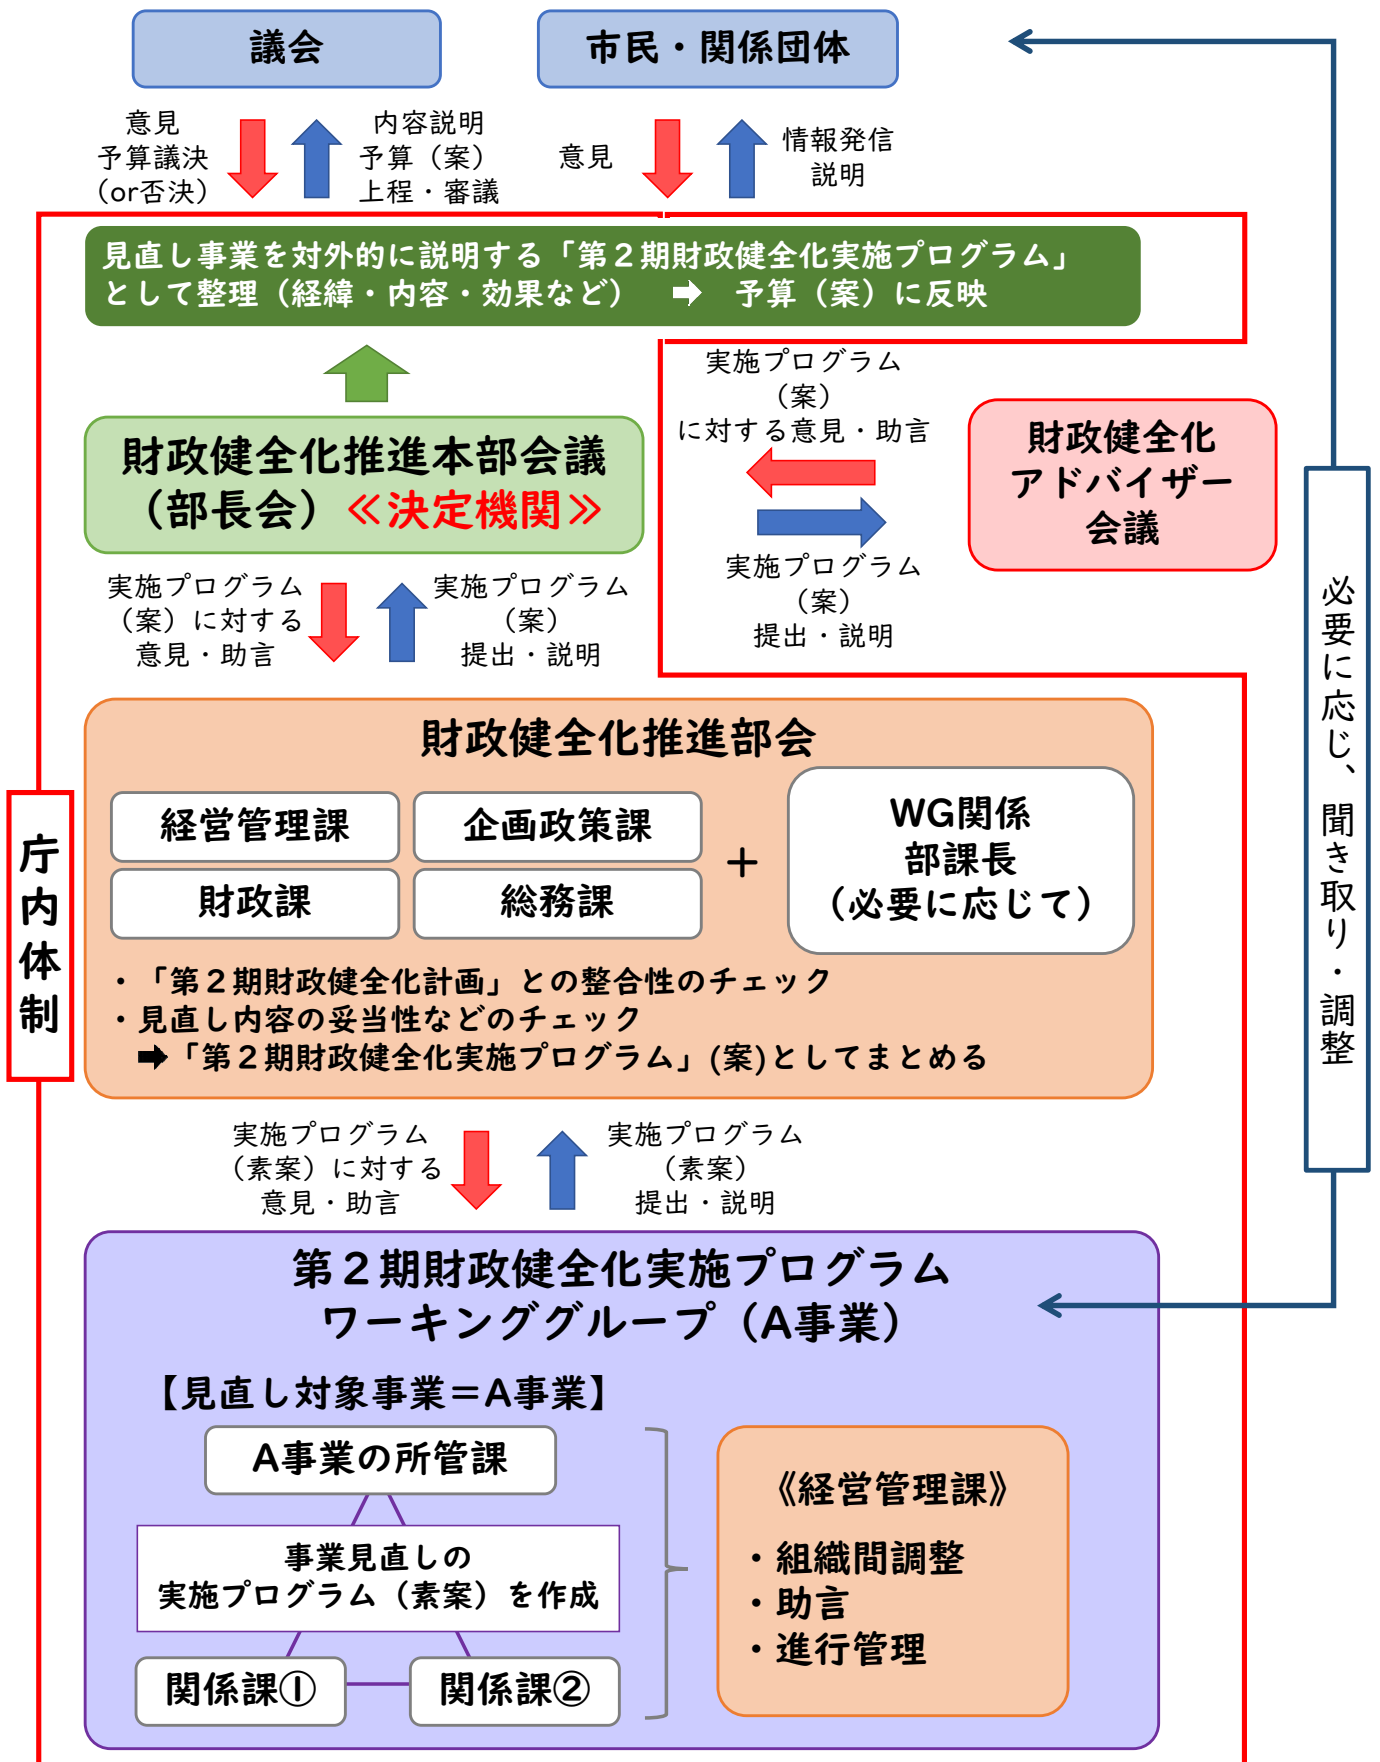 議会
市民・関係団体
意見
予算議決
（or否決）
内容説明
予算（案）
上程・審議
意見
情報発信
説明
見直し事業を対外的に説明する「第２期財政健全化実施プログラム」
として整理（経緯・内容・効果など）　➡　予算（案）に反映
財政健全化推進本部会議
（部長会）≪決定機関≫
実施プログラム
（案）
に対する意見・助言
財政健全化
アドバイザー
会議
実施プログラム
（案）
提出・説明
実施プログラム
（案）に対する
意見・助言
実施プログラム
（案）
提出・説明
必要に応じ、聞き取り・調整
庁内体制
財政健全化推進部会
経営管理課
企画政策課
財政課
総務課
＋
WG関係
部課長
（必要に応じて）
・「第２期財政健全化計画」との整合性のチェック
・見直し内容の妥当性などのチェック
➡「第２期財政健全化実施プログラム」(案)としてまとめる
実施プログラム
（素案）に対する
意見・助言
実施プログラム
（素案）
提出・説明
第２期財政健全化実施プログラム
ワーキンググループ（A事業）
【見直し対象事業＝A事業】
A事業の所管課
事業見直しの
実施プログラム（素案）を作成
関係課①
関係課②
《経営管理課》
・組織間調整
・助言
・進行管理